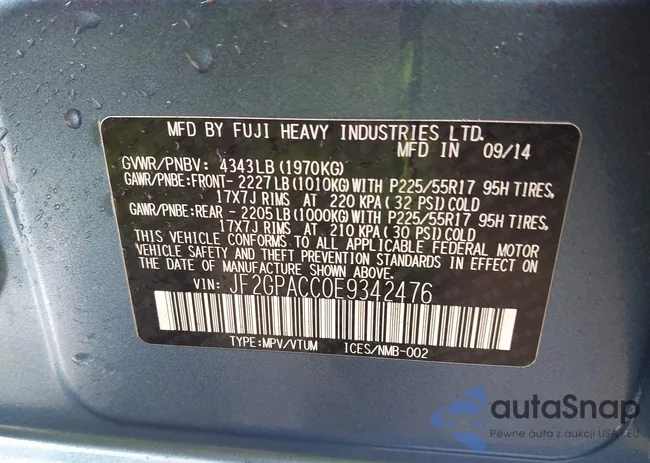 MFD BY FUJI HEAVY INDUSTRIES LTD.
MFD IN 09/14
GVWR/PNBV: 4343LB(1970KG)
GAWR/PNBE:FRONT-2227LB(1010KG)WITH P225/55R17 95H TIRES,
17X7J RIMS AT 220 KPA(32 PSI)COLD
GAWR/PNBE:REAR -2205LB(1000KG)WITH P225/55R17 95H TIRES,
17X7J RIMS AT 210 KPA(30 PSI)COLD
THIS VEHICLE CONFORMS TO ALL APPLICABLE FEDERAL MOTOR
VEHICLE SAFETY AND THEFT PREVENTION STANDARDS IN EFFECT ON
THE DATE OF MANUFACTURE SHOWN ABOVE.
VIN: JF2GPACC0E9342476
TYPE:MPV/VTUM ICES/NMB-002
autaSnap
Pewne auta z aukcji USA - EU